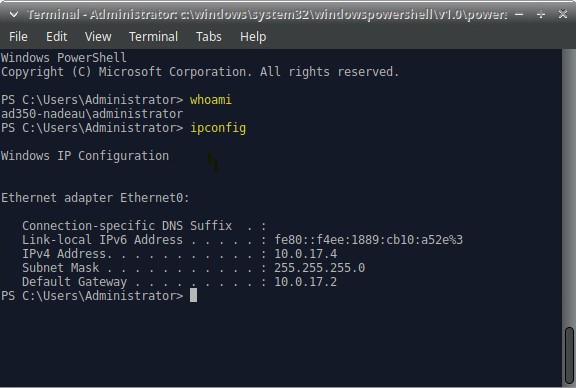 Terminal - Administrator: c:\windows\system32\windowspowershell\v1.0\powers
File Edit View Terminal Tabs Help
Windows PowerShell
Copyright (C) Microsoft Corporation. All rights reserved.
PS C:\Users\Administrator> whoami
ad350-nadeau\administrator
PS C:\Users\Administrator> ipconfig
Windows IP Configuration
Ethernet adapter Ethernet0:
Connection-specific DNS Suffix . :
Link-local IPv6 Address . . . . . : fe80::f4ee:1889:cb10:a52e%3
IPv4 Address. . . . . . . . . . . : 10.0.17.4
Subnet Mask . . . . . . . . . . . : 255.255.255.0
Default Gateway . . . . . . . . . : 10.0.17.2
PS C:\Users\Administrator>